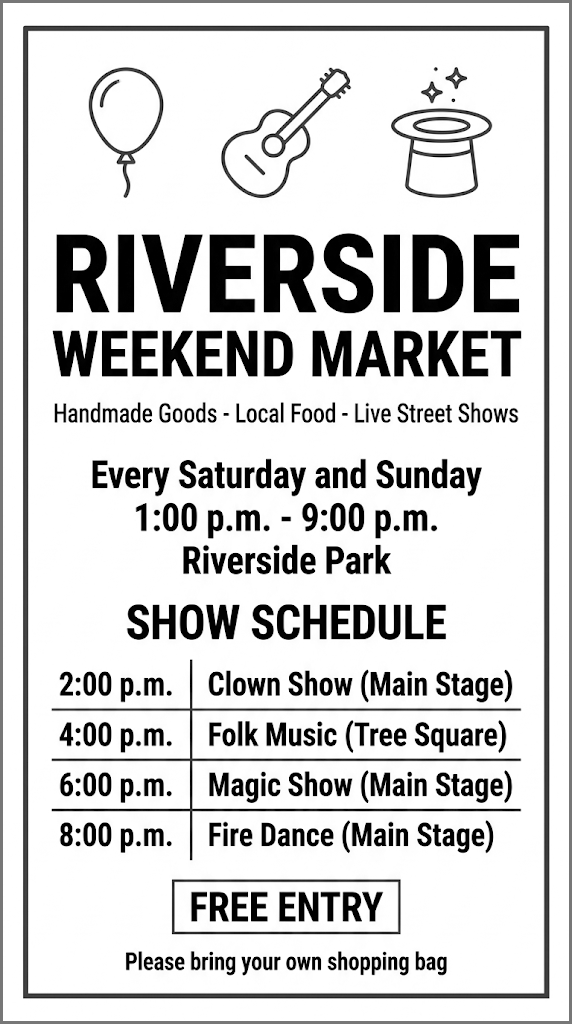 RIVERSIDE
WEEKEND MARKET
Handmade Goods - Local Food - Live Street Shows
Every Saturday and Sunday
1:00 p.m. - 9:00 p.m.
Riverside Park
SHOW SCHEDULE
2:00 p.m. Clown Show (Main Stage)
4:00 p.m. Folk Music (Tree Square)
6:00 p.m. Magic Show (Main Stage)
8:00 p.m. Fire Dance (Main Stage)
FREE ENTRY
Please bring your own shopping bag